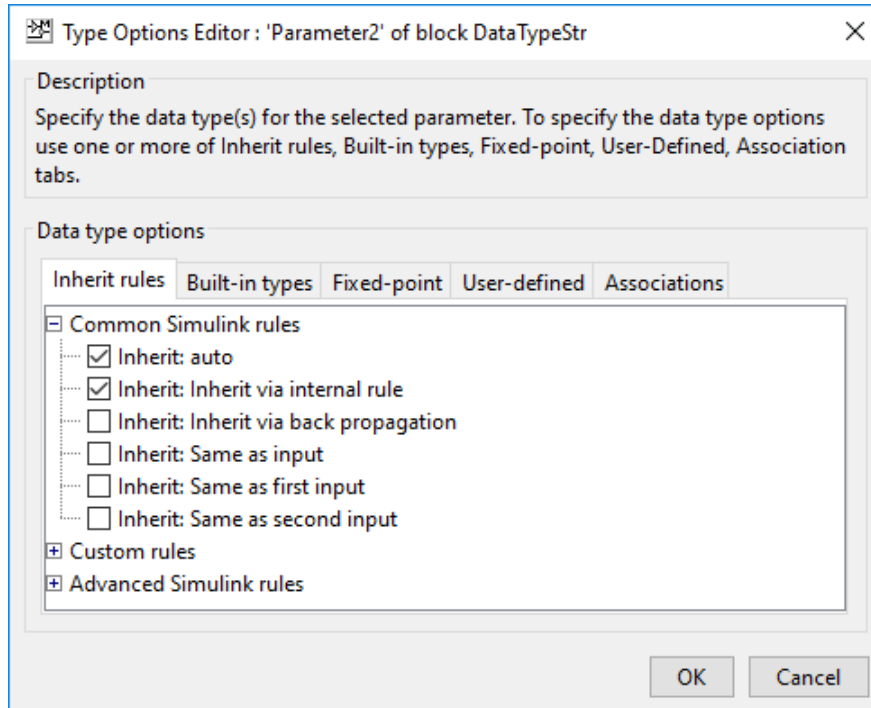 Type Options Editor : 'Parameter2' of block DataTypeStr
Description
Specify the data type(s) for the selected parameter. To specify the data type options
use one or more of Inherit rules, Built-in types, Fixed-point, User-Defined, Association
tabs.
Data type options
Inherit rules Built-in types Fixed-point User-defined Associations
Common Simulink rules
Inherit: auto
Inherit: Inherit via internal rule
Inherit: Inherit via back propagation
Inherit: Same as input
Inherit: Same as first input
Inherit: Same as second input
Custom rules
Advanced Simulink rules
OK Cancel